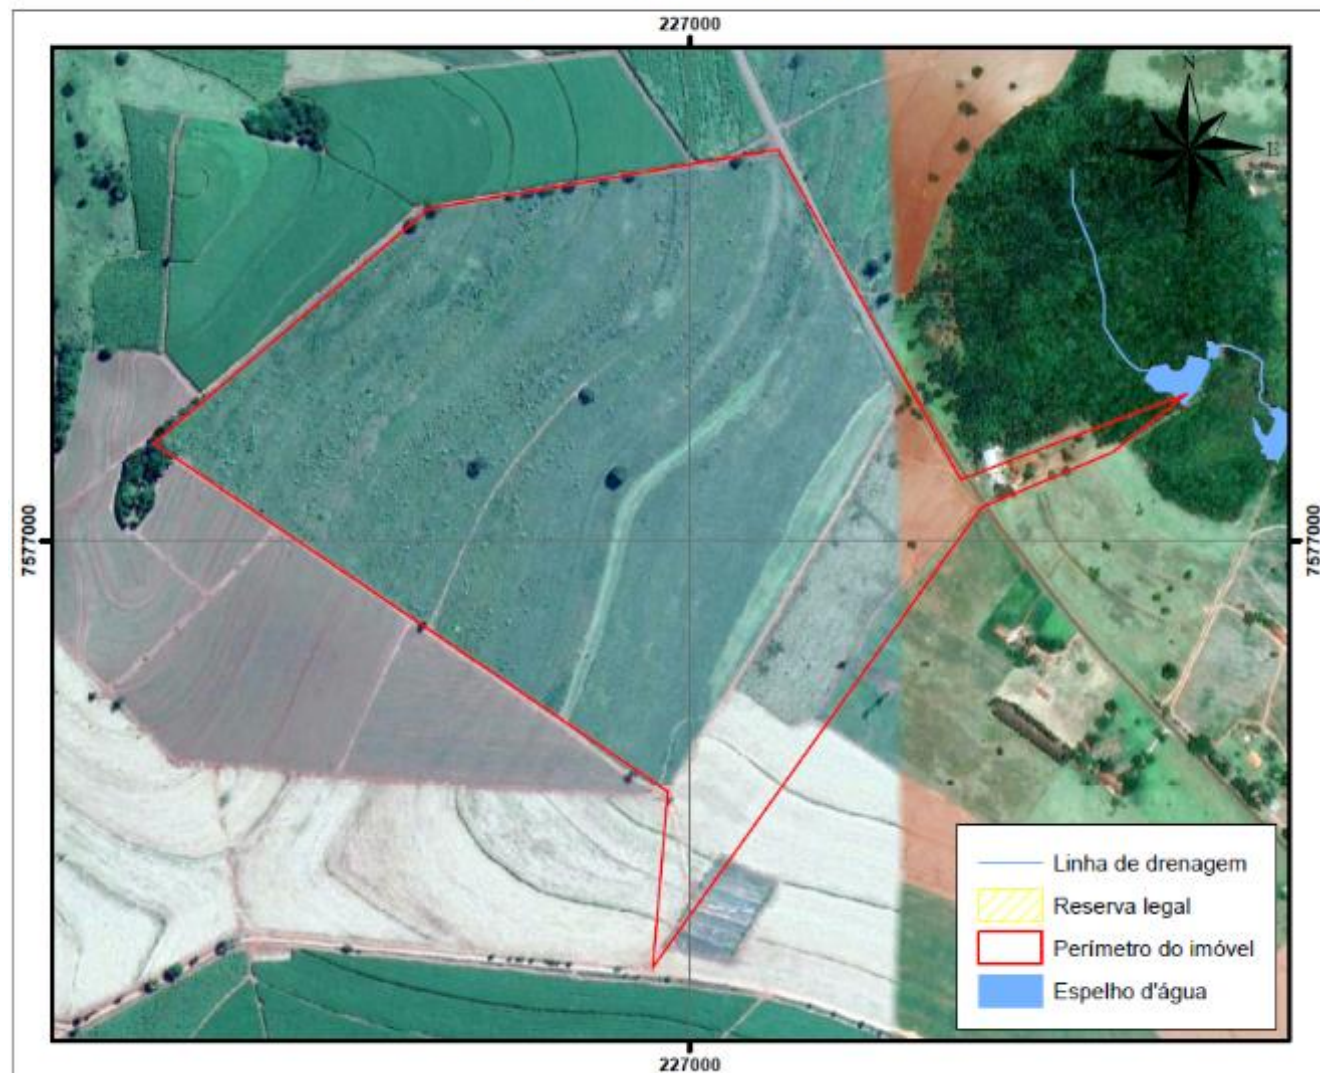 227000
N
E
7577000
7577000
Linha de drenagem
Reserva legal
Perímetro do imóvel
Espelho d'água
227000